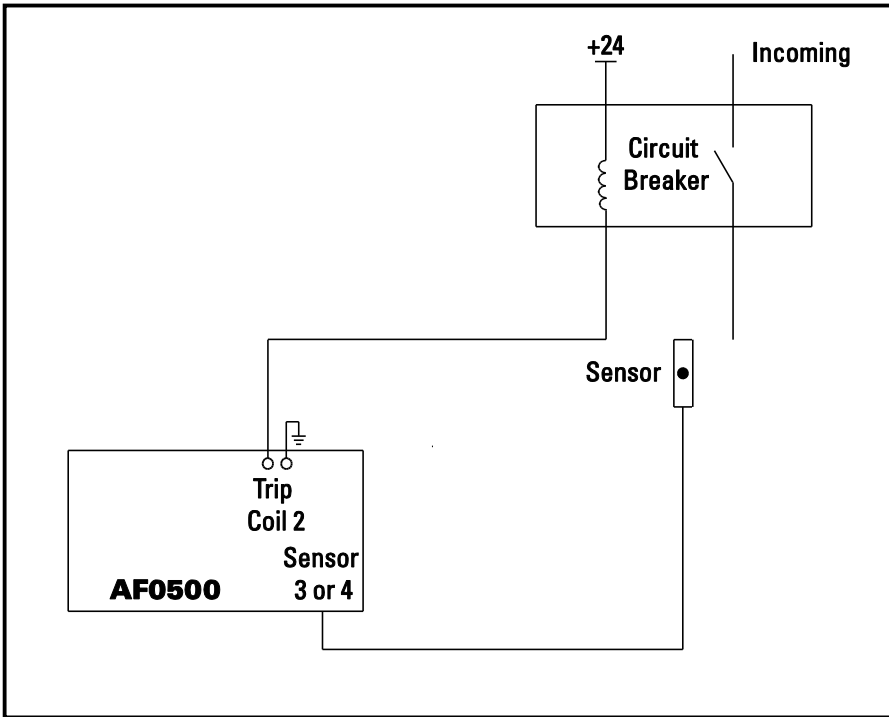 +24
Incoming
Circuit
Breaker
Sensor
Trip
Coil 2
Sensor
3 or 4
AF0500